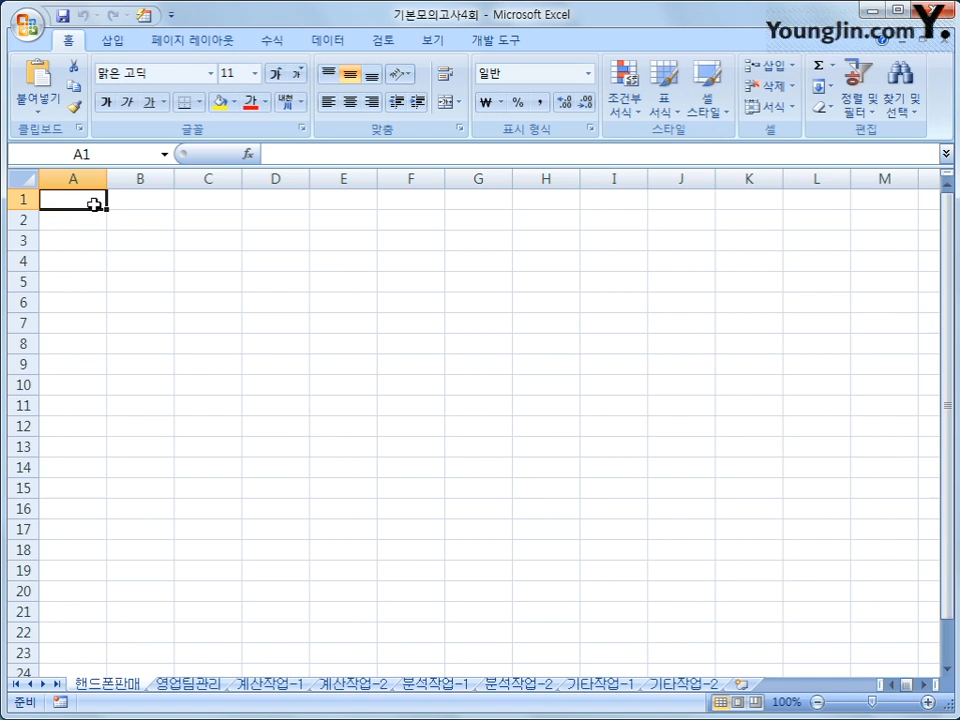 기본모의고사4회 - Microsoft Excel
YoungJin.com Y.
홈 삽입 페이지 레이아웃 수식 데이터 검토 보기 개발 도구
붙여넣기
맑은 고딕 11
가 가 가 가
일반
% ,
조건부 서식
표 서식
셀 스타일
삽입
삭제
서식
Σ
정렬 및 필터
찾기 및 선택
클립보드 글꼴 맞춤 표시 형식 스타일 셀 편집
A1 fx
A B C D E F G H I J K L M
1
2
3
4
5
6
7
8
9
10
11
12
13
14
15
16
17
18
19
20
21
22
23
24
핸드폰판매 영업팀관리 계산작업-1 계산작업-2 분석작업-1 분석작업-2 기타작업-1 기타작업-2
준비 100%